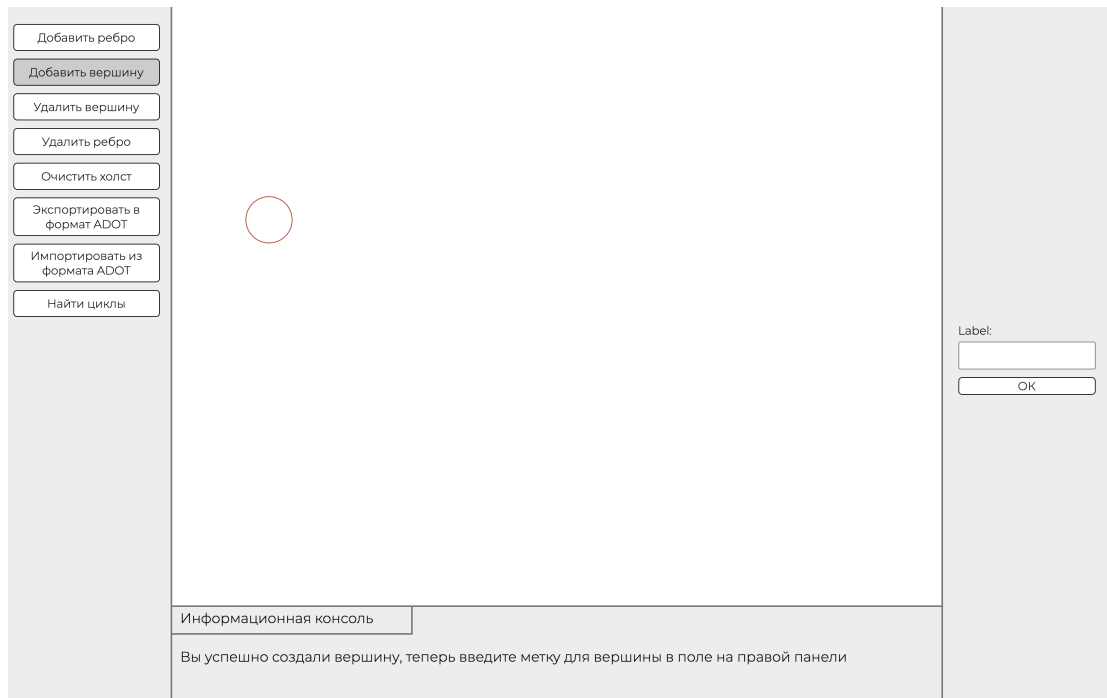 Добавить ребро
Добавить вершину
Удалить вершину
Удалить ребро
Очистить холст
Экспортировать в
формат ADOT
Импортировать из
формата ADOT
Найти циклы
Label:
ОК
Информационная консоль
Вы успешно создали вершину, теперь введите метку для вершины в поле на правой панели